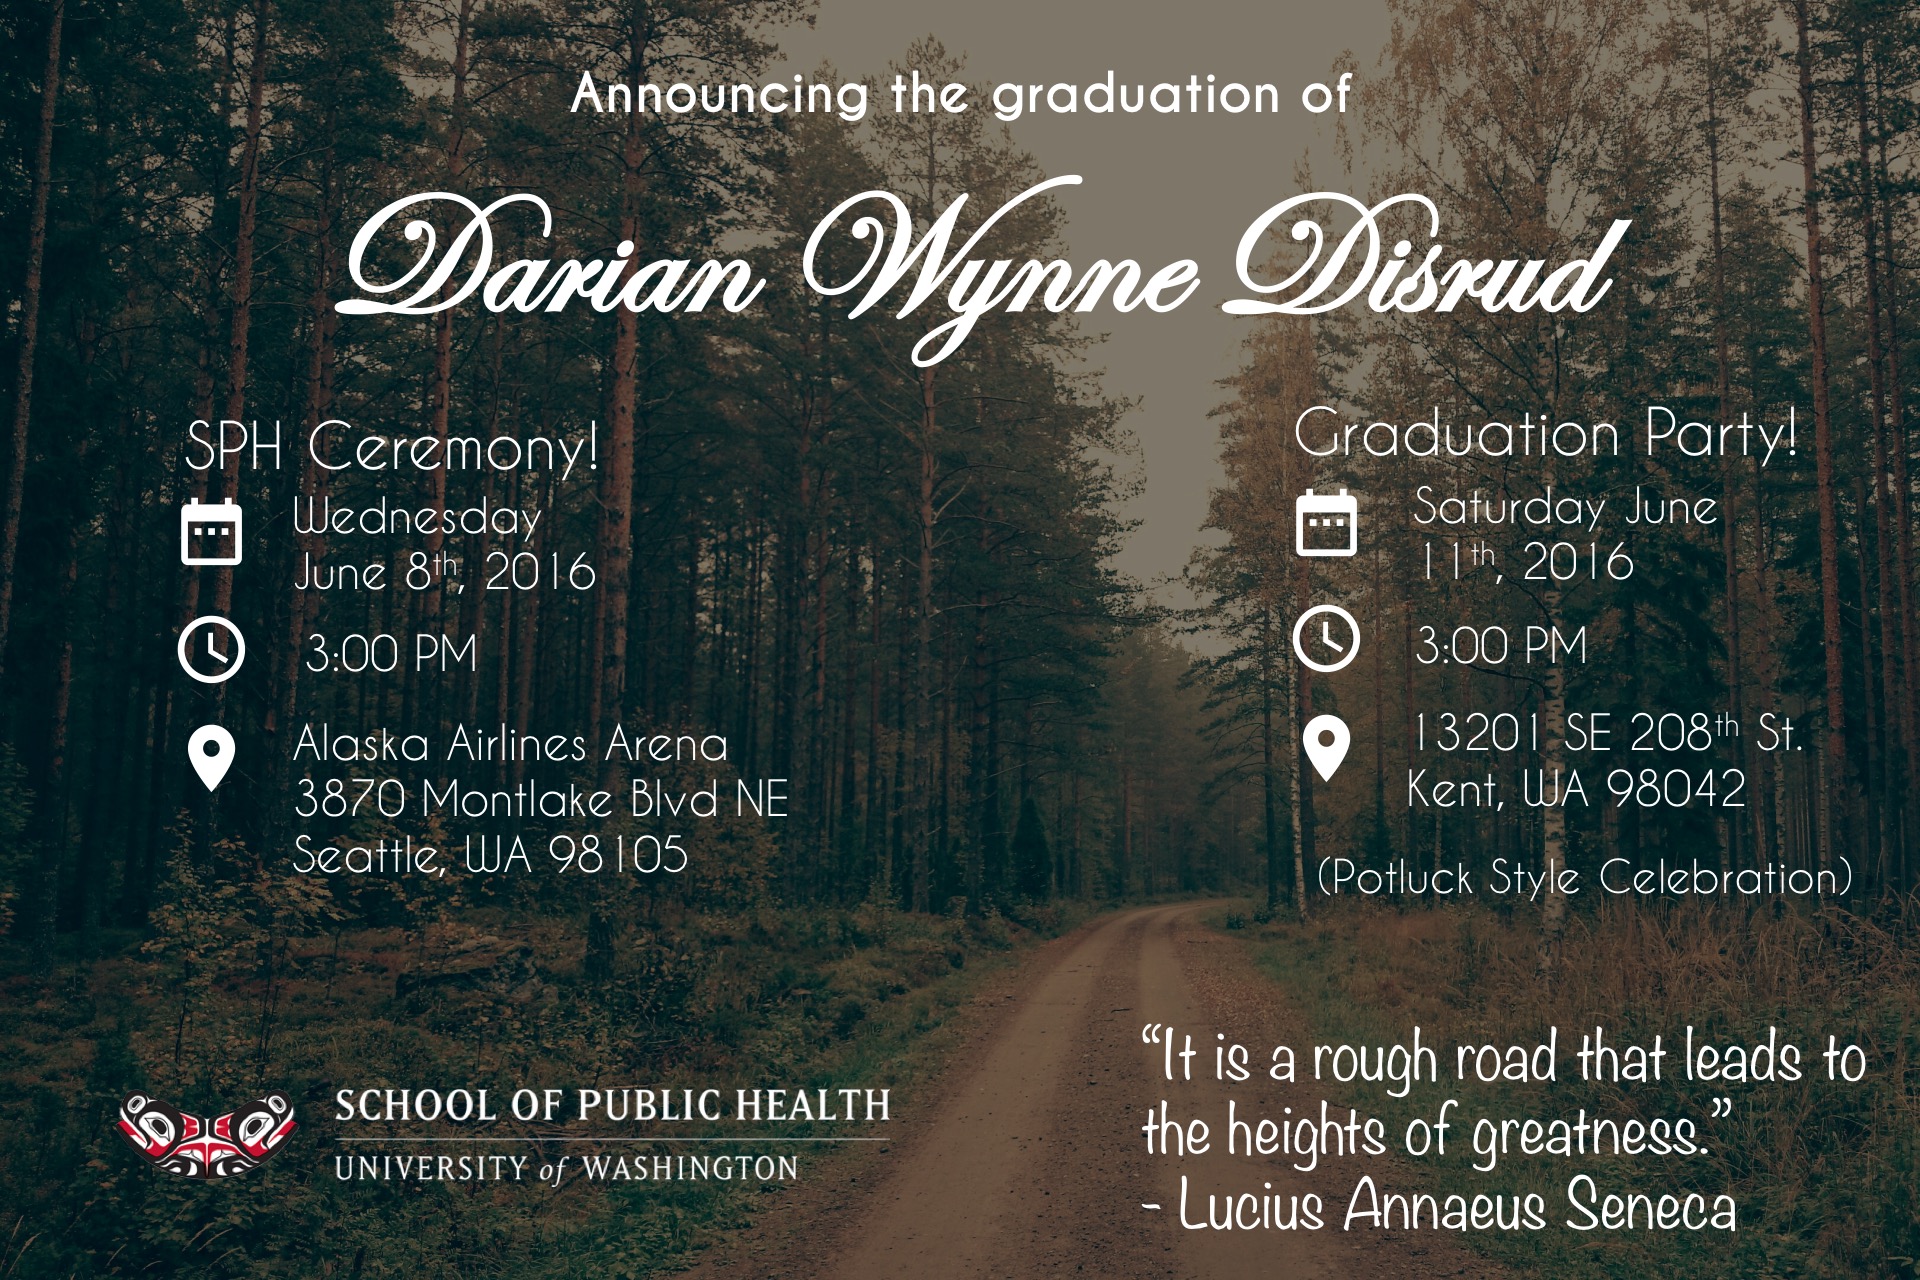 Announcing the graduation of
Darian Wynne Disrud
SPH Ceremony!
Wednesday
June 8th, 2016
3:00 PM
Alaska Airlines Arena
3870 Montlake Blvd NE
Seattle, WA 98105
Graduation Party!
Saturday June
11th, 2016
3:00 PM
13201 SE 208th St.
Kent, WA 98042
(Potluck Style Celebration)
SCHOOL OF PUBLIC HEALTH
UNIVERSITY of WASHINGTON
“It is a rough road that leads to
the heights of greatness.”
- Lucius Annaeus Seneca